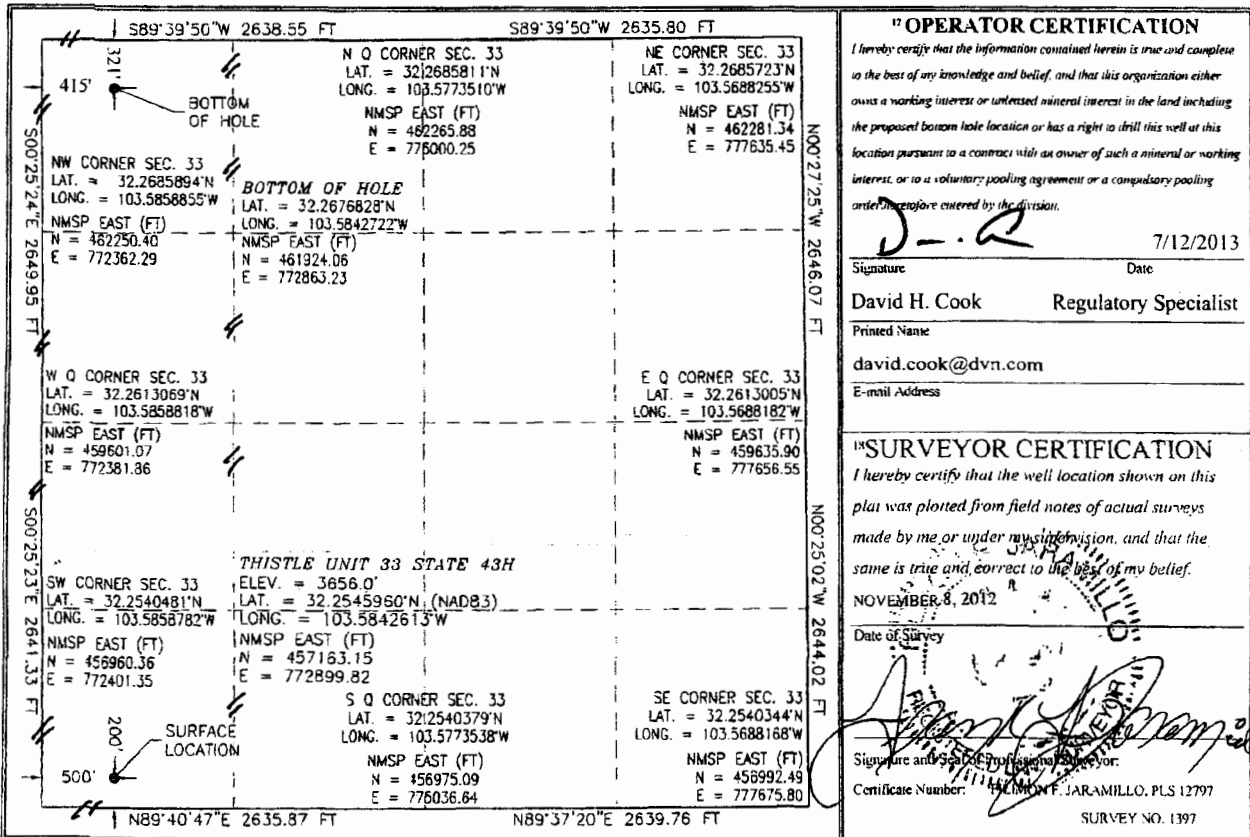 S89°39'50"W 2638.55 FT
S89°39'50"W 2635.80 FT
321'
415'
BOTTOM
OF HOLE
N Q CORNER SEC. 33
LAT. = 32.2685811°N
LONG. = 103.5773510°W
NMSP EAST (FT)
N = 462265.88
E = 775000.25
NE CORNER SEC. 33
LAT. = 32.2685723°N
LONG. = 103.5688255°W
NMSP EAST (FT)
N = 462281.34
E = 777635.45
NW CORNER SEC. 33
LAT. = 32.2685894°N
LONG. = 103.5858855°W
NMSP EAST (FT)
N = 462250.40
E = 772362.29
BOTTOM OF HOLE
LAT. = 32.2676828°N
LONG. = 103.5842722°W
NMSP EAST (FT)
N = 461924.06
E = 772863.23
S00°25'24"E 2649.95 FT
N00°27'25"W 2646.07 FT
W Q CORNER SEC. 33
LAT. = 32.2613069°N
LONG. = 103.5858818°W
NMSP EAST (FT)
N = 459601.07
E = 772381.86
E Q CORNER SEC. 33
LAT. = 32.2613005°N
LONG. = 103.5688182°W
NMSP EAST (FT)
N = 459635.90
E = 777656.55
S00°25'23"E 2641.33 FT
N00°25'02"W 2644.02 FT
SW CORNER SEC. 33
LAT. = 32.2540481°N
LONG. = 103.5858782°W
NMSP EAST (FT)
N = 456960.36
E = 772401.35
THISTLE UNIT 33 STATE 43H
ELEV. = 3656.0'
LAT. = 32.2545960°N (NAD83)
LONG. = 103.5842613°W
NMSP EAST (FT)
N = 457163.15
E = 772899.82
S Q CORNER SEC. 33
LAT. = 32.2540379°N
LONG. = 103.5773538°W
NMSP EAST (FT)
N = 456975.09
E = 775036.64
SE CORNER SEC. 33
LAT. = 32.2540344°N
LONG. = 103.5688168°W
NMSP EAST (FT)
N = 456992.49
E = 777675.80
200'
500'
SURFACE
LOCATION
N89°40'47"E 2635.87 FT
N89°37'20"E 2639.76 FT
17 OPERATOR CERTIFICATION
I hereby certify that the information contained herein is true and complete
to the best of my knowledge and belief, and that this organization either
owns a working interest or unleased mineral interest in the land including
the proposed bottom hole location or has a right to drill this well at this
location pursuant to a contract with an owner of such a mineral or working
interest, or to a voluntary pooling agreement or a compulsory pooling
order heretofore entered by the division.
7/12/2013
Signature Date
David H. Cook Regulatory Specialist
Printed Name
david.cook@dvn.com
E-mail Address
18 SURVEYOR CERTIFICATION
I hereby certify that the well location shown on this
plat was plotted from field notes of actual surveys
made by me or under my supervision, and that the
same is true and correct to the best of my belief.
NOVEMBER 8, 2012
Date of Survey
Signature and Seal of Professional Surveyor:
Certificate Number: FILIMON F. JARAMILLO, PLS 12797
SURVEY NO. 1397